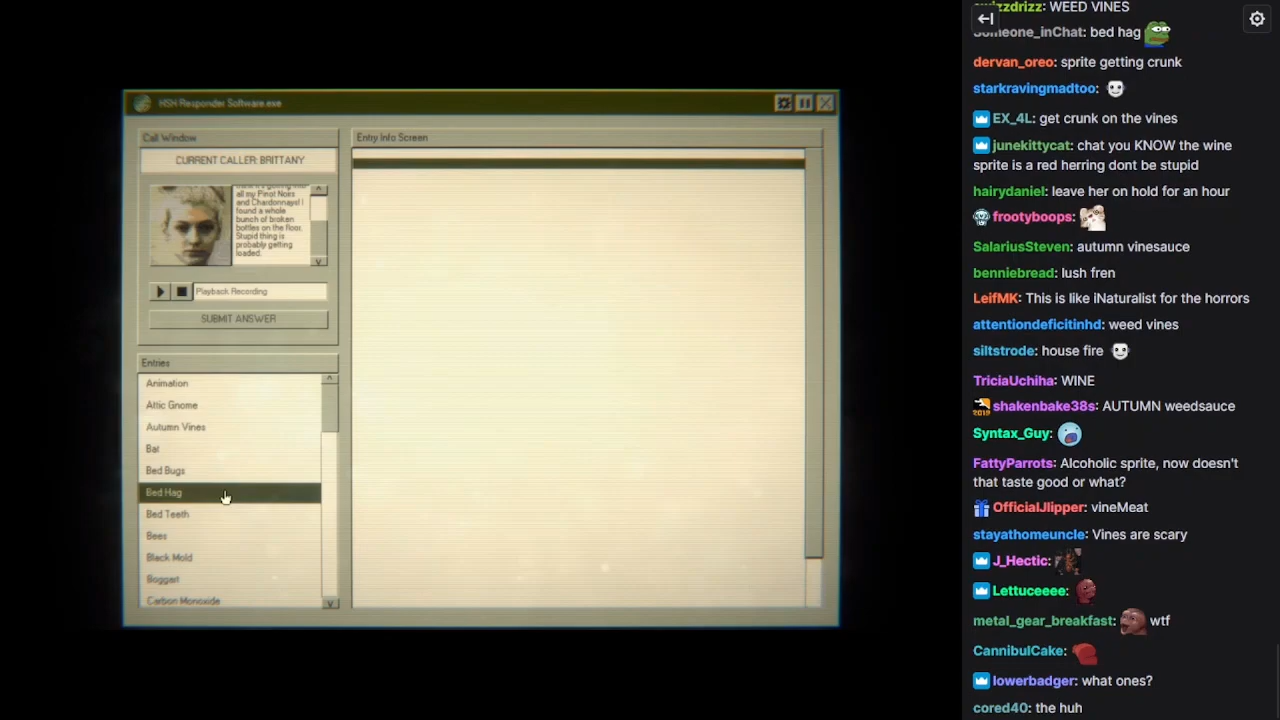 HSH Responder Software.exe
Call Window
CURRENT CALLER: BRITTANY
all my Pinot Noirs
and Chardonnays! I
found a whole
bunch of broken
bottles on the floor.
Stupid thing is
probably getting
loaded.
Playback Recording
SUBMIT ANSWER
Entries
Animation
Attic Gnome
Autumn Vines
Bat
Bed Bugs
Bed Hag
Bed Teeth
Bees
Black Mold
Boggart
Carbon Monoxide
Entry Info Screen
swizzdrizz: WEED VINES
Someone_inChat: bed hag
dervan_oreo: sprite getting crunk
starkravingmadtoo:
EX_4L: get crunk on the vines
junekittycat: chat you KNOW the wine
sprite is a red herring dont be stupid
hairydaniel: leave her on hold for an hour
frootyboops:
SalariusSteven: autumn vinesauce
benniebread: lush fren
LeifMK: This is like iNaturalist for the horrors
attentiondeficitinhd: weed vines
siltstrode: house fire
TriciaUchiha: WINE
shakenbake38s: AUTUMN weedsauce
Syntax_Guy:
FattyParrots: Alcoholic sprite, now doesn't
that taste good or what?
OfficialJlipper: vineMeat
stayathomeuncle: Vines are scary
J_Hectic:
Lettuceeee:
metal_gear_breakfast: wtf
CannibulCake:
lowerbadger: what ones?
cored40: the huh